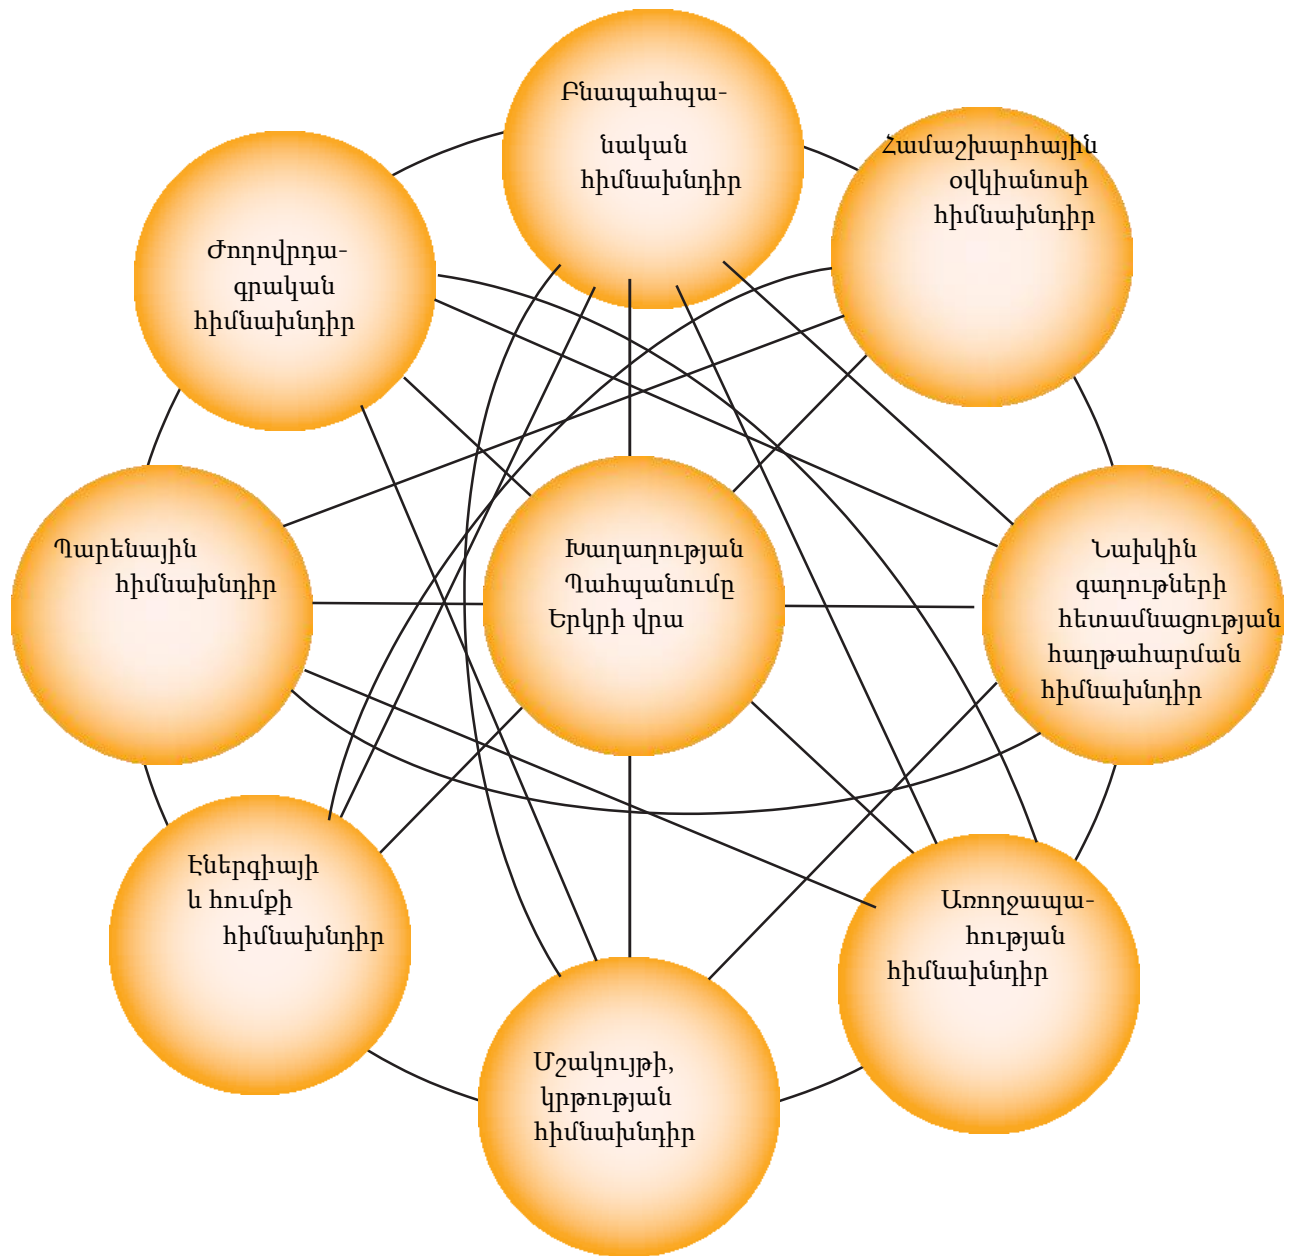 Բնապահպա-
նական
հիմնախնդիր
Համաշխարհային
օվկիանոսի
հիմնախնդիր
Ժողովրդա-
գրական
հիմնախնդիր
Պարենային
հիմնախնդիր
Խաղաղության
Պահպանումը
Երկրի վրա
Նախկին
գաղութների
հետամնացության
հաղթահարման
հիմնախնդիր
Էներգիայի
և հումքի
հիմնախնդիր
Առողջապա-
հության
հիմնախնդիր
Մշակույթի,
կրթության
հիմնախնդիր